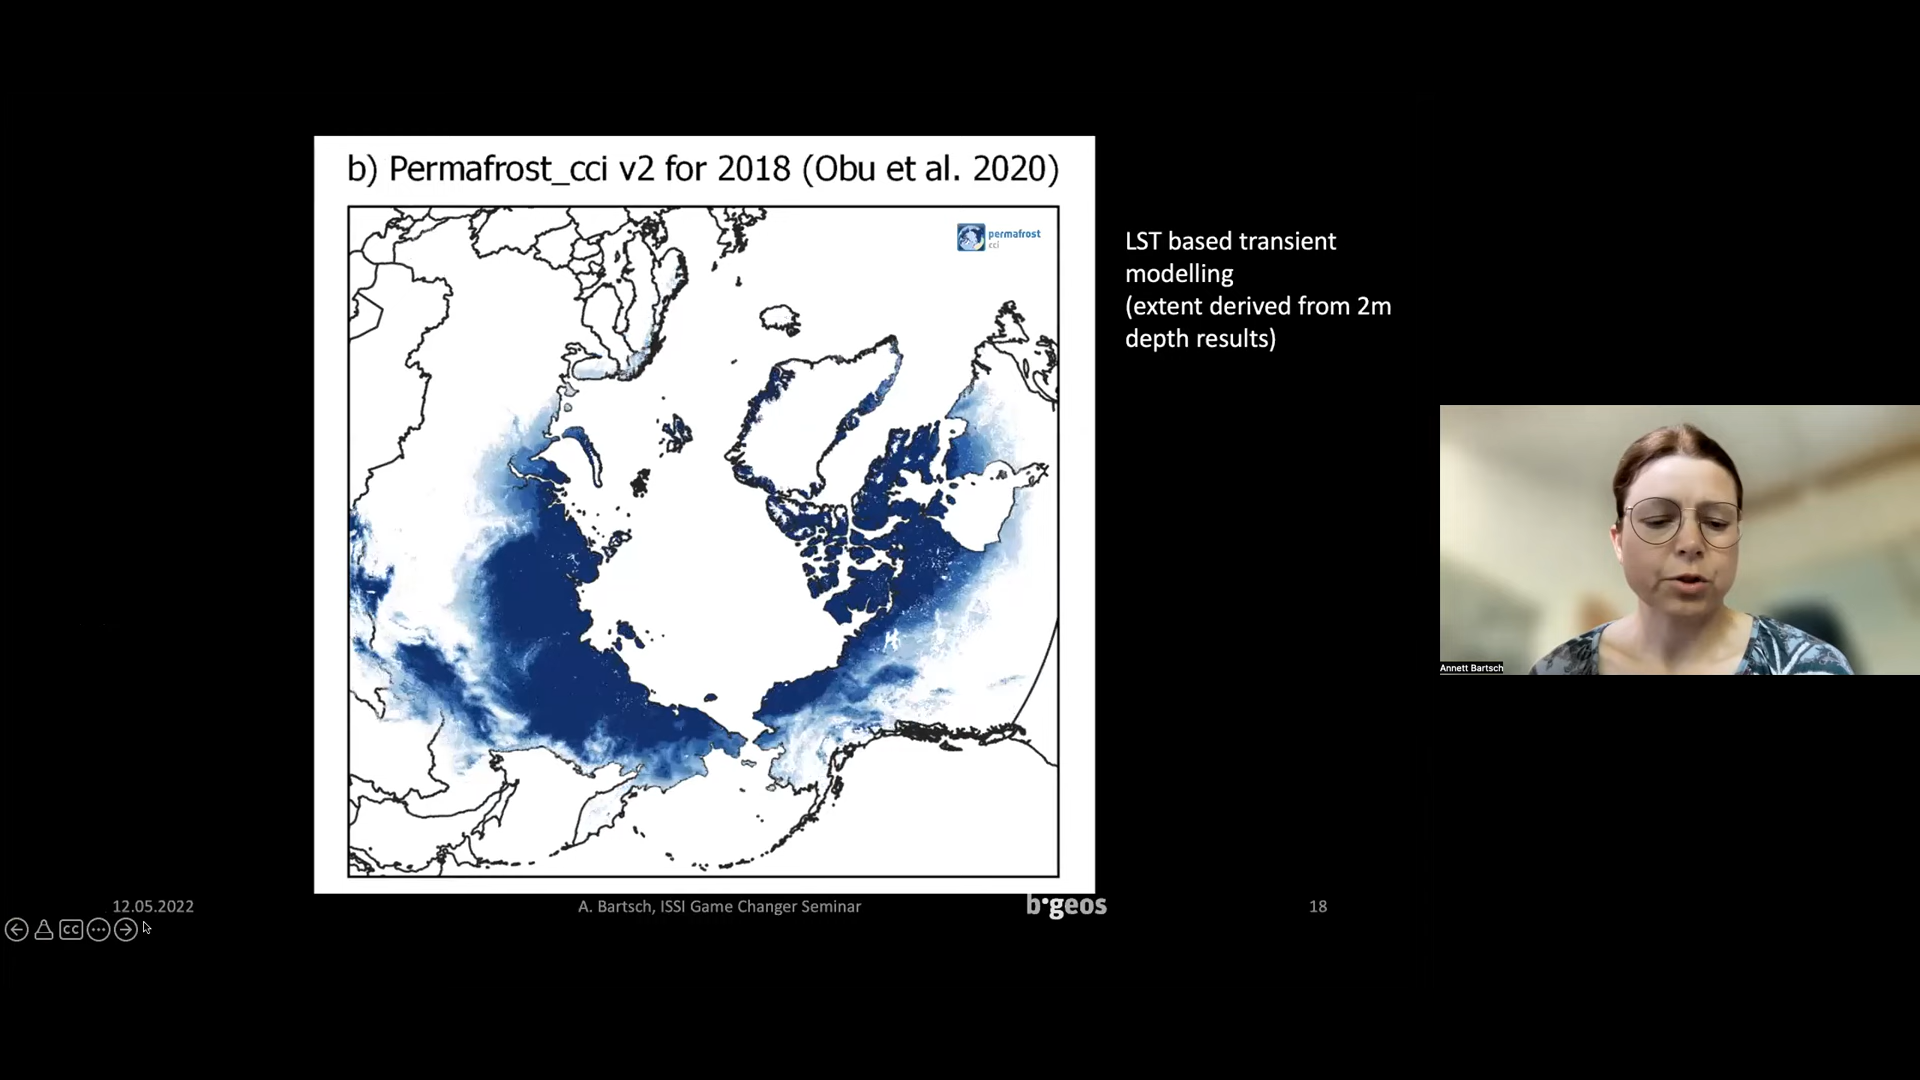 b) Permafrost_cci v2 for 2018 (Obu et al. 2020)
permafrost
cci
LST based transient
modelling
(extent derived from 2m
depth results)
Annett Bartsch
12.05.2022
A. Bartsch, ISSI Game Changer Seminar
b·geos
18
CC